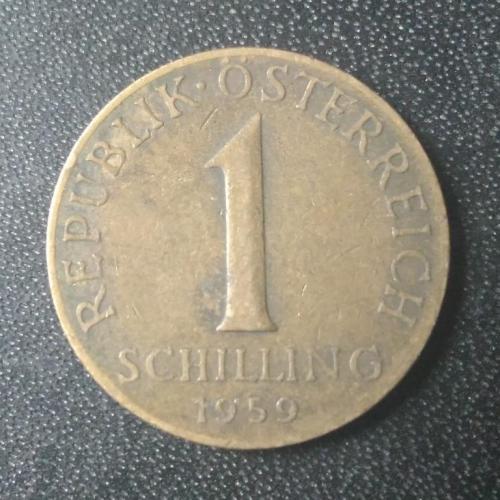 REPUBLIK · ÖSTERREICH
1
SCHILLING
1959